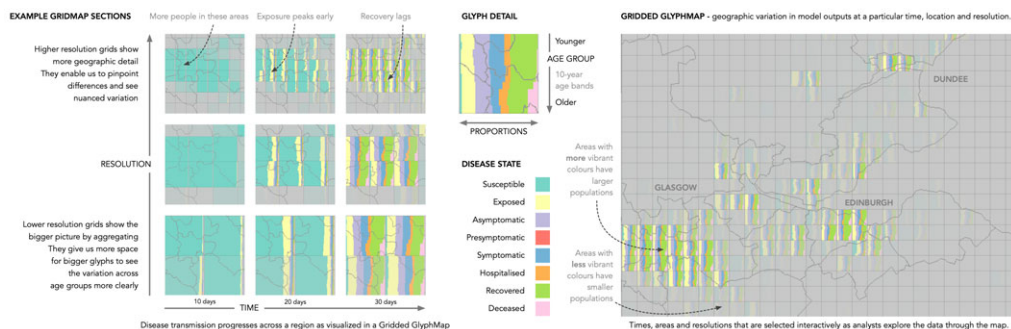 EXAMPLE GRIDMAP SECTIONS
More people in these areas
Exposure peaks early
Recovery lags
Higher resolution grids show
more geographic detail
They enable us to pinpoint
differences and see
nuanced variation
RESOLUTION
Lower resolution grids show the
bigger picture by aggregating
They give us more space
for bigger glyphs to see
the variation across
age groups more clearly
10 days
20 days
30 days
TIME
Disease transmission progresses across a region as visualized in a Gridded GlyphMap
GLYPH DETAIL
Younger
AGE GROUP
10-year
age bands
Older
PROPORTIONS
DISEASE STATE
Susceptible
Exposed
Asymptomatic
Presymptomatic
Symptomatic
Hospitalised
Recovered
Deceased
GRIDDED GLYPHMAP - geographic variation in model outputs at a particular time, location and resolution.
DUNDEE
Areas with
more vibrant
colours have
larger
populations
GLASGOW
EDINBURGH
Areas with
less vibrant
colours have
smaller
populations
Times, areas and resolutions that are selected interactively as analysts explore the data through the map.